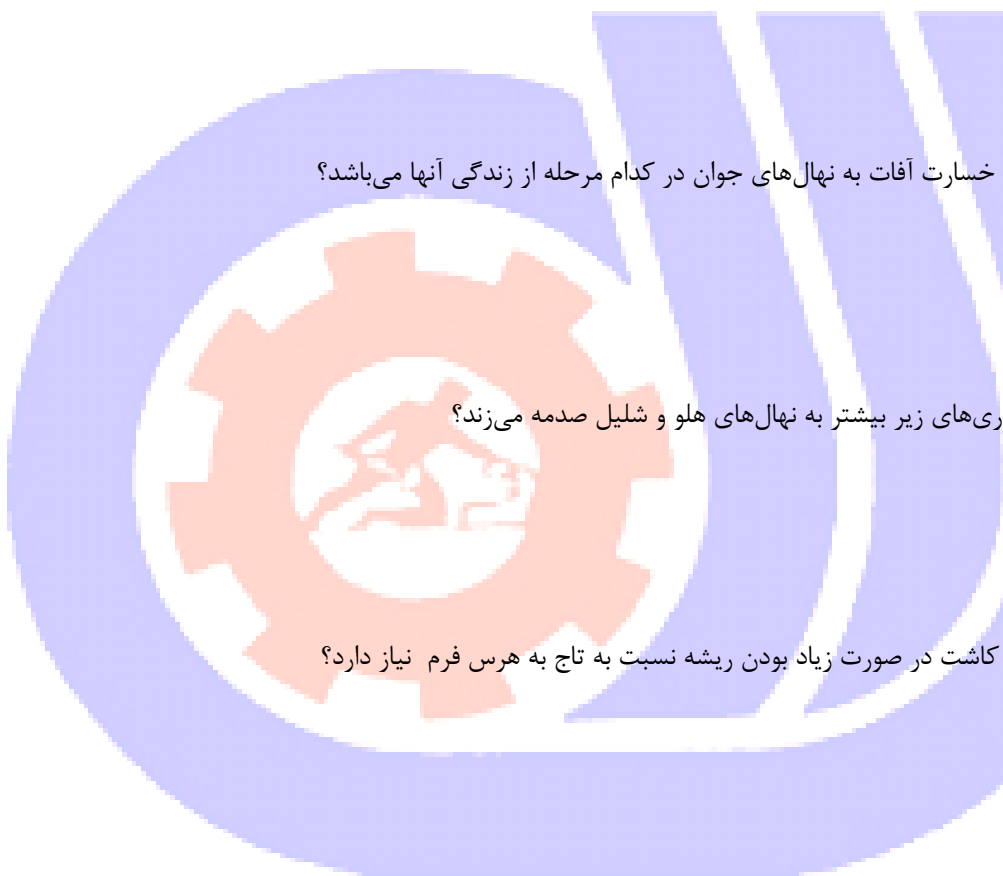 خسارت آفات به نهال‌های جوان در کدام مرحله از زندگی آنها می‌باشد؟
ری‌های زیر بیشتر به نهال‌های هلو و شلیل صدمه می‌زند؟
کاشت در صورت زیاد بودن ریشه نسبت به تاج به هرس فرم نیاز دارد؟